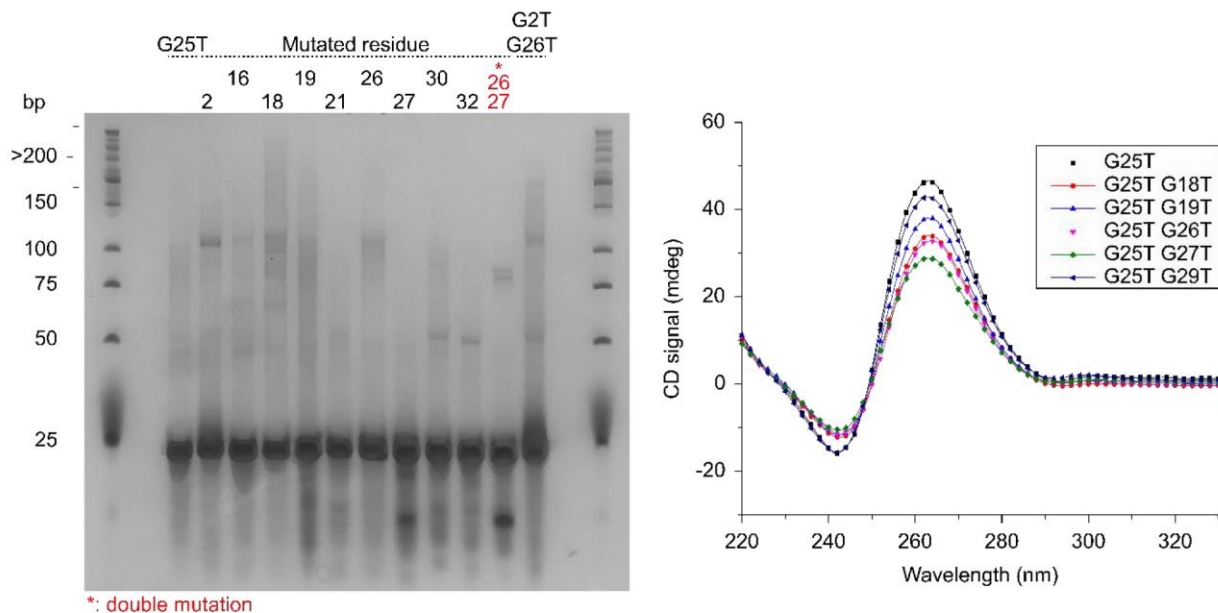 G2T
G25T Mutated residue G26T
*
16 19 26 30 26
bp 2 18 21 27 32 27
>200
150
100
75
50
25
*: double mutation
60
40
20
0
-20
CD signal (mdeg)
220 240 260 280 300 320
Wavelength (nm)
G25T
G25T G18T
G25T G19T
G25T G26T
G25T G27T
G25T G29T